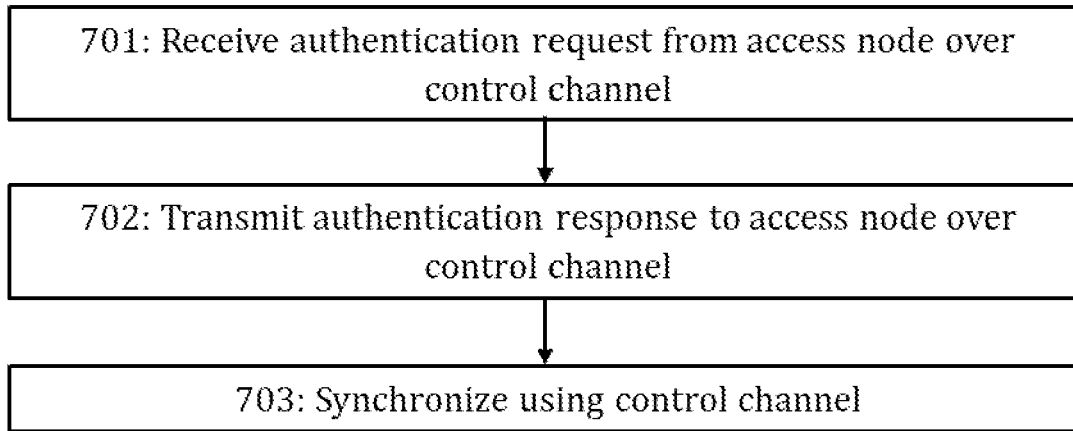 701: Receive authentication request from access node over
control channel
702: Transmit authentication response to access node over
control channel
703: Synchronize using control channel